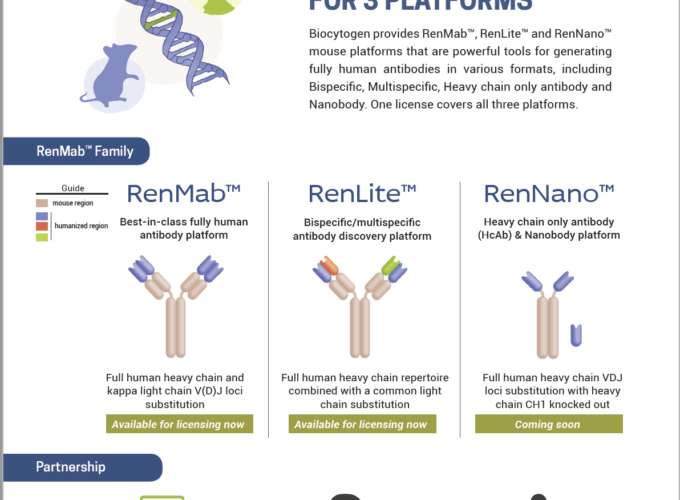 FOR 3 PLATFORMS
Biocytogen provides RenMab™, RenLite™ and RenNano™
mouse platforms that are powerful tools for generating
fully human antibodies in various formats, including
Bispecific, Multispecific, Heavy chain only antibody and
Nanobody. One license covers all three platforms.
RenMab™ Family
Guide
mouse region
humanized region
RenMab™
Best-in-class fully human
antibody platform
Full human heavy chain and
kappa light chain V(D)J loci
substitution
Available for licensing now
RenLite™
Bispecific/multispecific
antibody discovery platform
Full human heavy chain repertoire
combined with a common light
chain substitution
Available for licensing now
RenNano™
Heavy chain only antibody
(HcAb) & Nanobody platform
Full human heavy chain VDJ
loci substitution with heavy
chain CH1 knocked out
Coming soon
Partnership